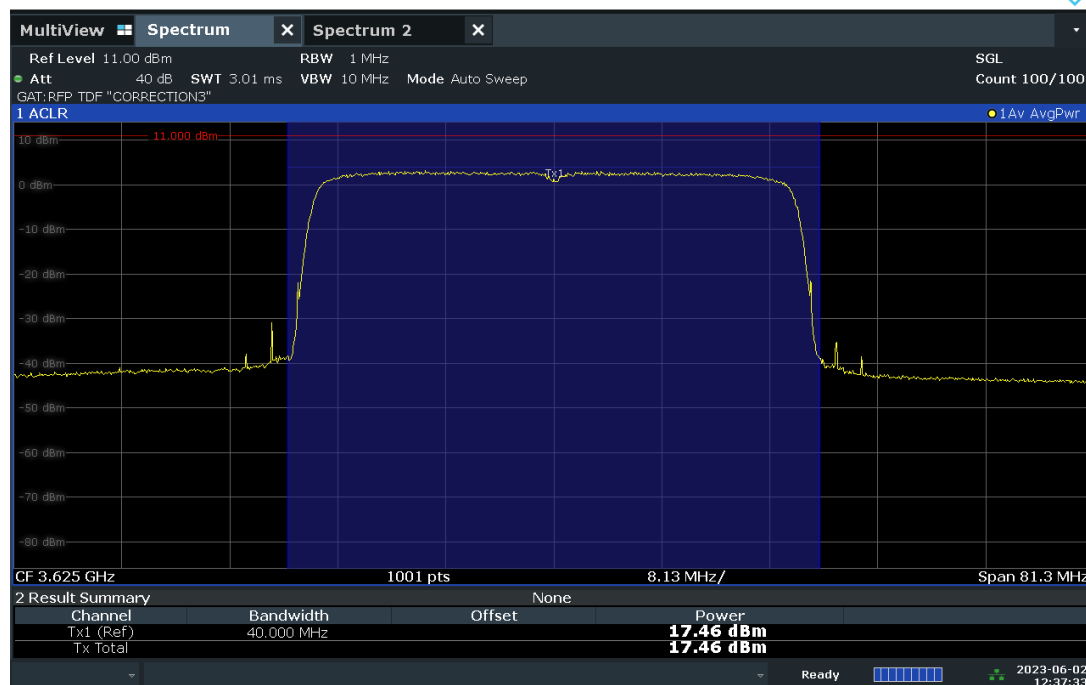 MultiView Spectrum X Spectrum 2 X
Ref Level 11.00 dBm RBW 1 MHz SGL
Att 40 dB SWT 3.01 ms VBW 10 MHz Mode Auto Sweep Count 100/100
GAT:RFP TDF "CORRECTION3"
1 ACLR 1Av AvgPwr
10 dBm
11.000 dBm
Tx1
0 dBm
-10 dBm
-20 dBm
-30 dBm
-40 dBm
-50 dBm
-60 dBm
-70 dBm
-80 dBm
CF 3.625 GHz 1001 pts 8.13 MHz/ Span 81.3 MHz
2 Result Summary None
Channel Bandwidth Offset Power
Tx1 (Ref) 40.000 MHz 17.46 dBm
Tx Total 17.46 dBm
Ready 2023-06-02
12:37:33